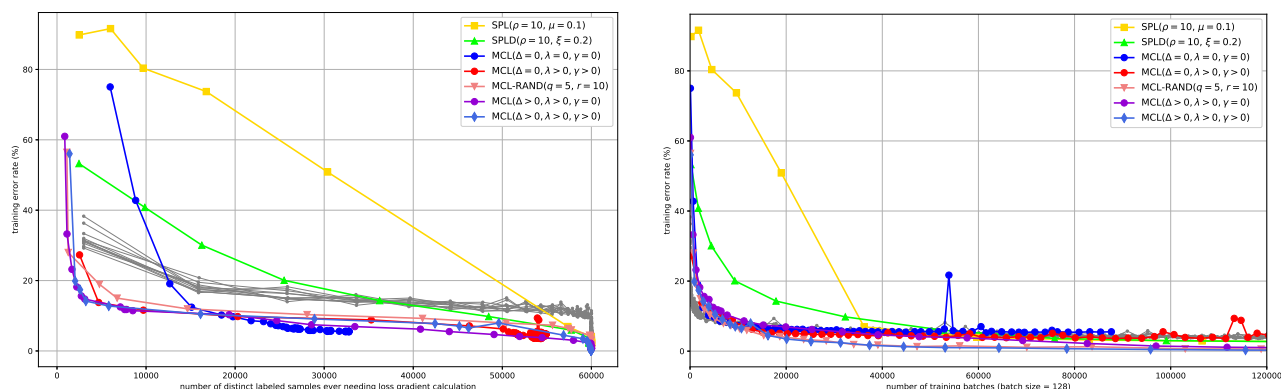 SPL(ρ = 10, μ = 0.1)
SPLD(ρ = 10, ξ = 0.2)
MCL(Δ = 0, λ = 0, γ = 0)
MCL(Δ = 0, λ > 0, γ > 0)
MCL-RAND(q = 5, r = 10)
MCL(Δ > 0, λ > 0, γ = 0)
MCL(Δ > 0, λ > 0, γ > 0)
training error rate (%)
80
60
40
20
0
0 10000 20000 30000 40000 50000 60000
number of distinct labeled samples ever needing loss gradient calculation
SPL(ρ = 10, μ = 0.1)
SPLD(ρ = 10, ξ = 0.2)
MCL(Δ = 0, λ = 0, γ = 0)
MCL(Δ = 0, λ > 0, γ > 0)
MCL-RAND(q = 5, r = 10)
MCL(Δ > 0, λ > 0, γ = 0)
MCL(Δ > 0, λ > 0, γ > 0)
training error rate (%)
80
60
40
20
0
0 20000 40000 60000 80000 100000 120000
number of training batches (batch size = 128)